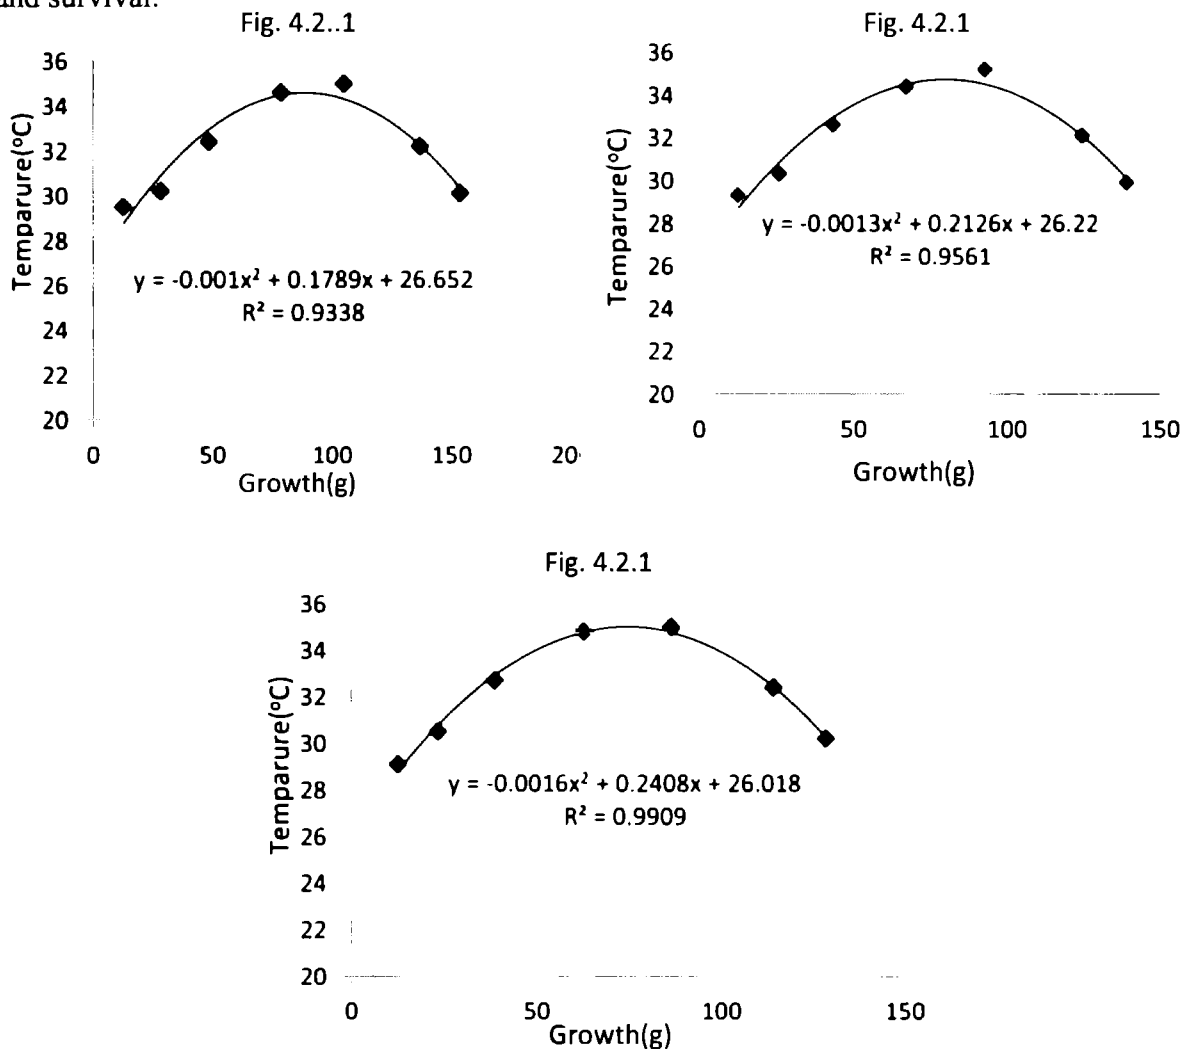 and survival.
Fig. 4.2..1
36
34
32
30
28
26
24
22
20
Temparure(°C)
y = -0.001x² + 0.1789x + 26.652
R² = 0.9338
0 50 100 150 20
Growth(g)
Fig. 4.2.1
36
34
32
30
28
26
24
22
20
Temparure(°C)
y = -0.0013x² + 0.2126x + 26.22
R² = 0.9561
0 50 100 150
Growth(g)
Fig. 4.2.1
36
34
32
30
28
26
24
22
20
Temparure(°C)
y = -0.0016x² + 0.2408x + 26.018
R² = 0.9909
0 50 100 150
Growth(g)